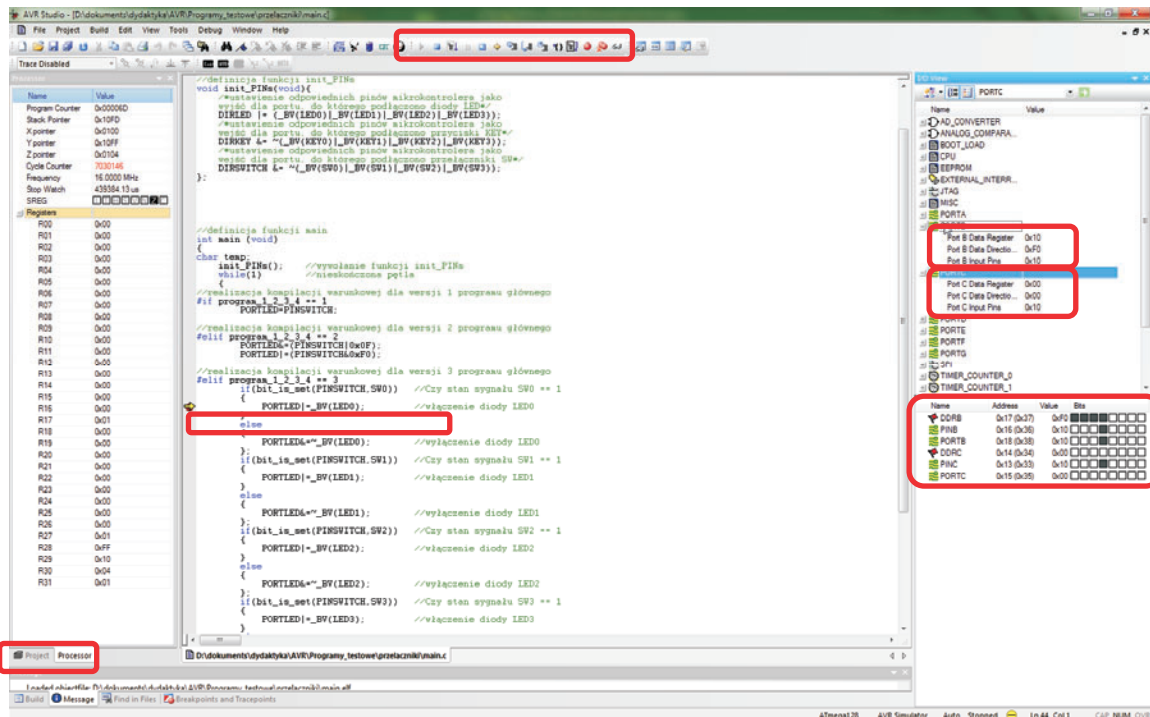 AVR Studio - [D:\dokumenty\dydaktyka\AVR\Programy_testowe\przelaczniki\main.c]
File Project Build Edit View Tools Debug Window Help
Trace Disabled
Processor
Name Value
Program Counter 0x00006D
Stack Pointer 0x10FD
X pointer 0x0100
Y pointer 0x10FF
Z pointer 0x0104
Cycle Counter 7030146
Frequency 16.0000 MHz
Stop Watch 439384.13 us
SREG
Registers
R00 0x00
R01 0x00
R02 0x00
R03 0x00
R04 0x00
R05 0x00
R06 0x00
R07 0x00
R08 0x00
R09 0x00
R10 0x00
R11 0x00
R12 0x00
R13 0x00
R14 0x00
R15 0x00
R16 0x00
R17 0x01
R18 0x00
R19 0x00
R20 0x00
R21 0x00
R22 0x00
R23 0x00
R24 0x00
R25 0x00
R26 0x00
R27 0x01
R28 0xFF
R29 0x10
R30 0x04
R31 0x01
Project Processor
//definicja funkcji init_PINs
void init_PINs(void){
/*ustawienie odpowiednich pinów mikrokontrolera jako
wyjść dla portu, do którego podłączono diody LED*/
DIRLED |= (_BV(LED0)|_BV(LED1)|_BV(LED2)|_BV(LED3));
/*ustawienie odpowiednich pinów mikrokontrolera jako
wejść dla portu, do którego podłączono przyciski KEY*/
DIRKEY &= ~(_BV(KEY0)|_BV(KEY1)|_BV(KEY2)|_BV(KEY3));
/*ustawienie odpowiednich pinów mikrokontrolera jako
wejść dla portu, do którego podłączono przełączniki SW*/
DIRSWITCH &= ~(_BV(SW0)|_BV(SW1)|_BV(SW2)|_BV(SW3));
};
//definicja funkcji main
int main (void)
{
char temp;
init_PINs(); //wywołanie funkcji init_PINs
while(1) //nieskończona pętla
{
//realizacja kompilacji warunkowej dla wersji 1 programu głównego
#if program_1_2_3_4 == 1
PORTLED=PINSWITCH;
//realizacja kompilacji warunkowej dla wersji 2 programu głównego
#elif program_1_2_3_4 == 2
PORTLED&=(PINSWITCH|0x0F);
PORTLED|=(PINSWITCH&0xF0);
//realizacja kompilacji warunkowej dla wersji 3 programu głównego
#elif program_1_2_3_4 == 3
if(bit_is_set(PINSWITCH,SW0)) //Czy stan sygnału SW0 == 1
{
PORTLED|=_BV(LED0); //włączenie diody LED0
}
else
{
PORTLED&=~_BV(LED0); //wyłączenie diody LED0
};
if(bit_is_set(PINSWITCH,SW1)) //Czy stan sygnału SW1 == 1
{
PORTLED|=_BV(LED1); //włączenie diody LED1
}
else
{
PORTLED&=~_BV(LED1); //wyłączenie diody LED1
};
if(bit_is_set(PINSWITCH,SW2)) //Czy stan sygnału SW2 == 1
{
PORTLED|=_BV(LED2); //włączenie diody LED2
}
else
{
PORTLED&=~_BV(LED2); //wyłączenie diody LED2
};
if(bit_is_set(PINSWITCH,SW3)) //Czy stan sygnału SW3 == 1
{
PORTLED|=_BV(LED3); //włączenie diody LED3
}
D:\dokumenty\dydaktyka\AVR\Programy_testowe\przelaczniki\main.c
I/O View
PORTC
Name Value
AD_CONVERTER
ANALOG_COMPARA...
BOOT_LOAD
CPU
EEPROM
EXTERNAL_INTERR...
JTAG
MISC
PORTA
PORTB
Port B Data Register 0x10
Port B Data Directio... 0xF0
Port B Input Pins 0x10
PORTC
Port C Data Register 0x00
Port C Data Directio... 0x00
Port C Input Pins 0x10
PORTD
PORTE
PORTF
PORTG
SPI
TIMER_COUNTER_0
TIMER_COUNTER_1
Name Address Value Bits
DDRB 0x17 (0x37) 0xF0
PINB 0x16 (0x36) 0x10
PORTB 0x18 (0x38) 0x10
DDRC 0x14 (0x34) 0x00
PINC 0x13 (0x33) 0x10
PORTC 0x15 (0x35) 0x00
Loaded objectfile: D:\dokumenty\dydaktyka\AVR\Programy_testowe\przelaczniki\main.elf
Build Message Find in Files Breakpoints and Tracepoints
ATmega128 AVR Simulator Auto Stopped Ln 44, Col 1 CAP NUM OVR